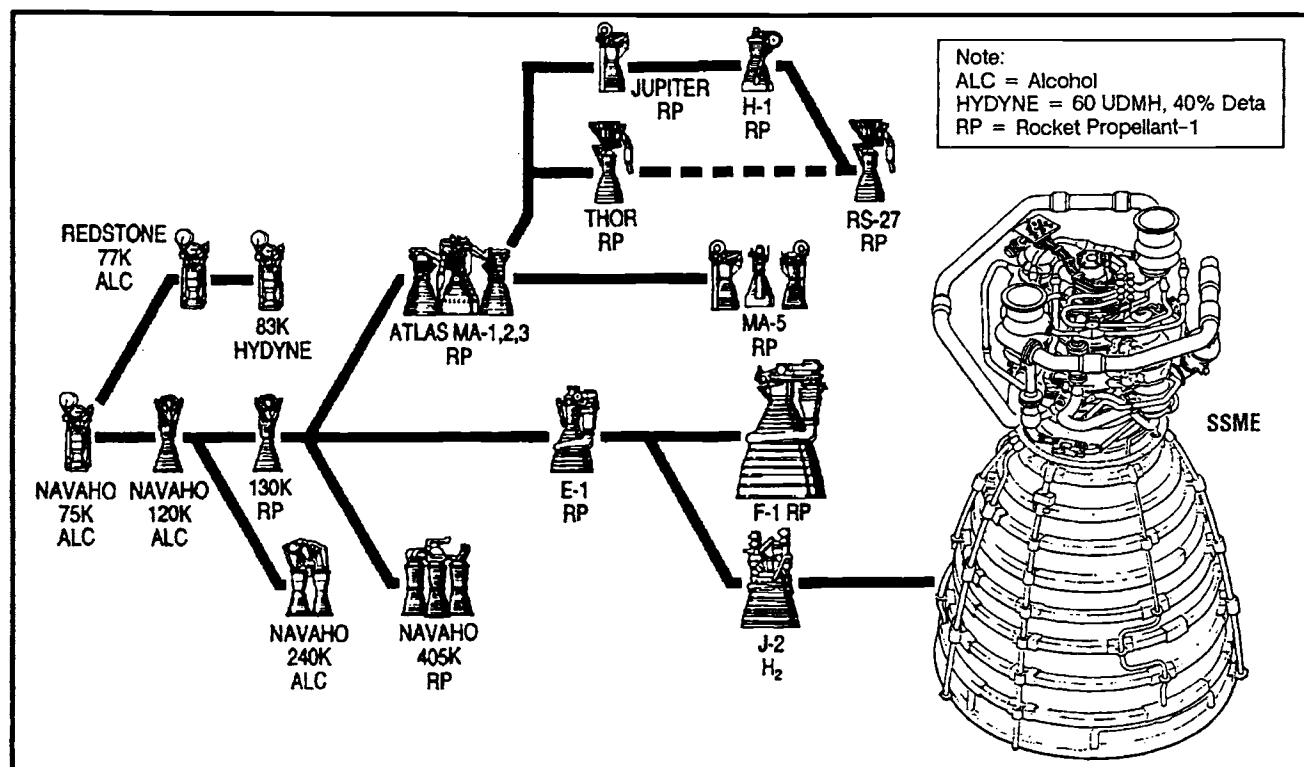 Note:
ALC = Alcohol
HYDYNE = 60 UDMH, 40% Deta
RP = Rocket Propellant-1
JUPITER
RP
H-1
RP
THOR
RP
RS-27
RP
REDSTONE
77K
ALC
83K
HYDYNE
ATLAS MA-1,2,3
RP
MA-5
RP
SSME
NAVAHO
75K
ALC
NAVAHO
120K
ALC
130K
RP
E-1
RP
F-1 RP
NAVAHO
240K
ALC
NAVAHO
405K
RP
J-2
H₂